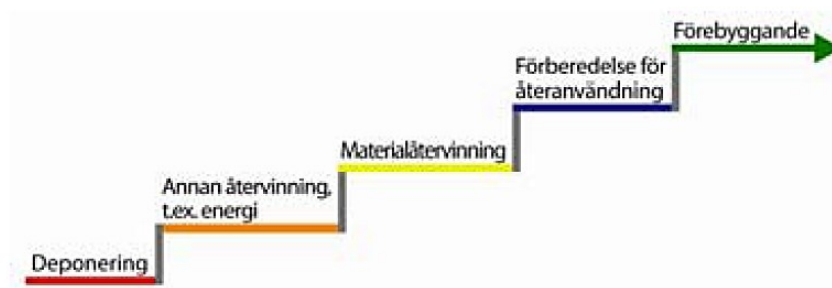 Förebyggande
Förberedelse för
återanvändning
Materialåtervinning
Annan återvinning,
t.ex. energi
Deponering